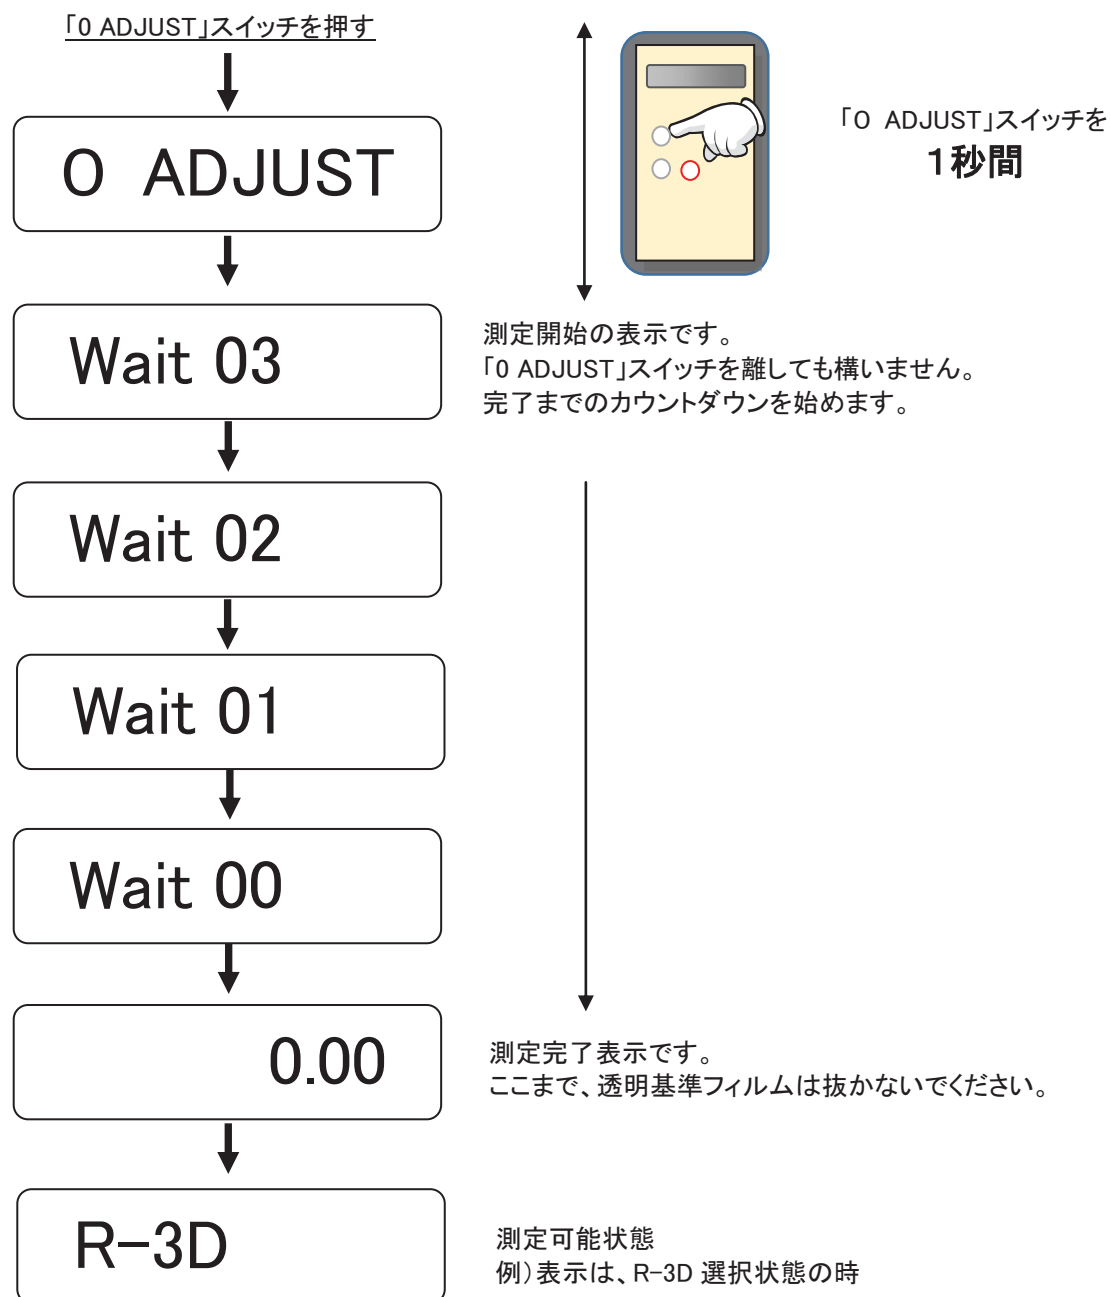 「0 ADJUST」スイッチを押す
0 ADJUST
「0 ADJUST」スイッチを
1秒間
Wait 03
測定開始の表示です。
「0 ADJUST」スイッチを離しても構いません。
完了までのカウントダウンを始めます。
Wait 02
Wait 01
Wait 00
0.00
測定完了表示です。
ここまで、透明基準フィルムは抜かないでください。
R-3D
測定可能状態
例)表示は、R-3D 選択状態の時